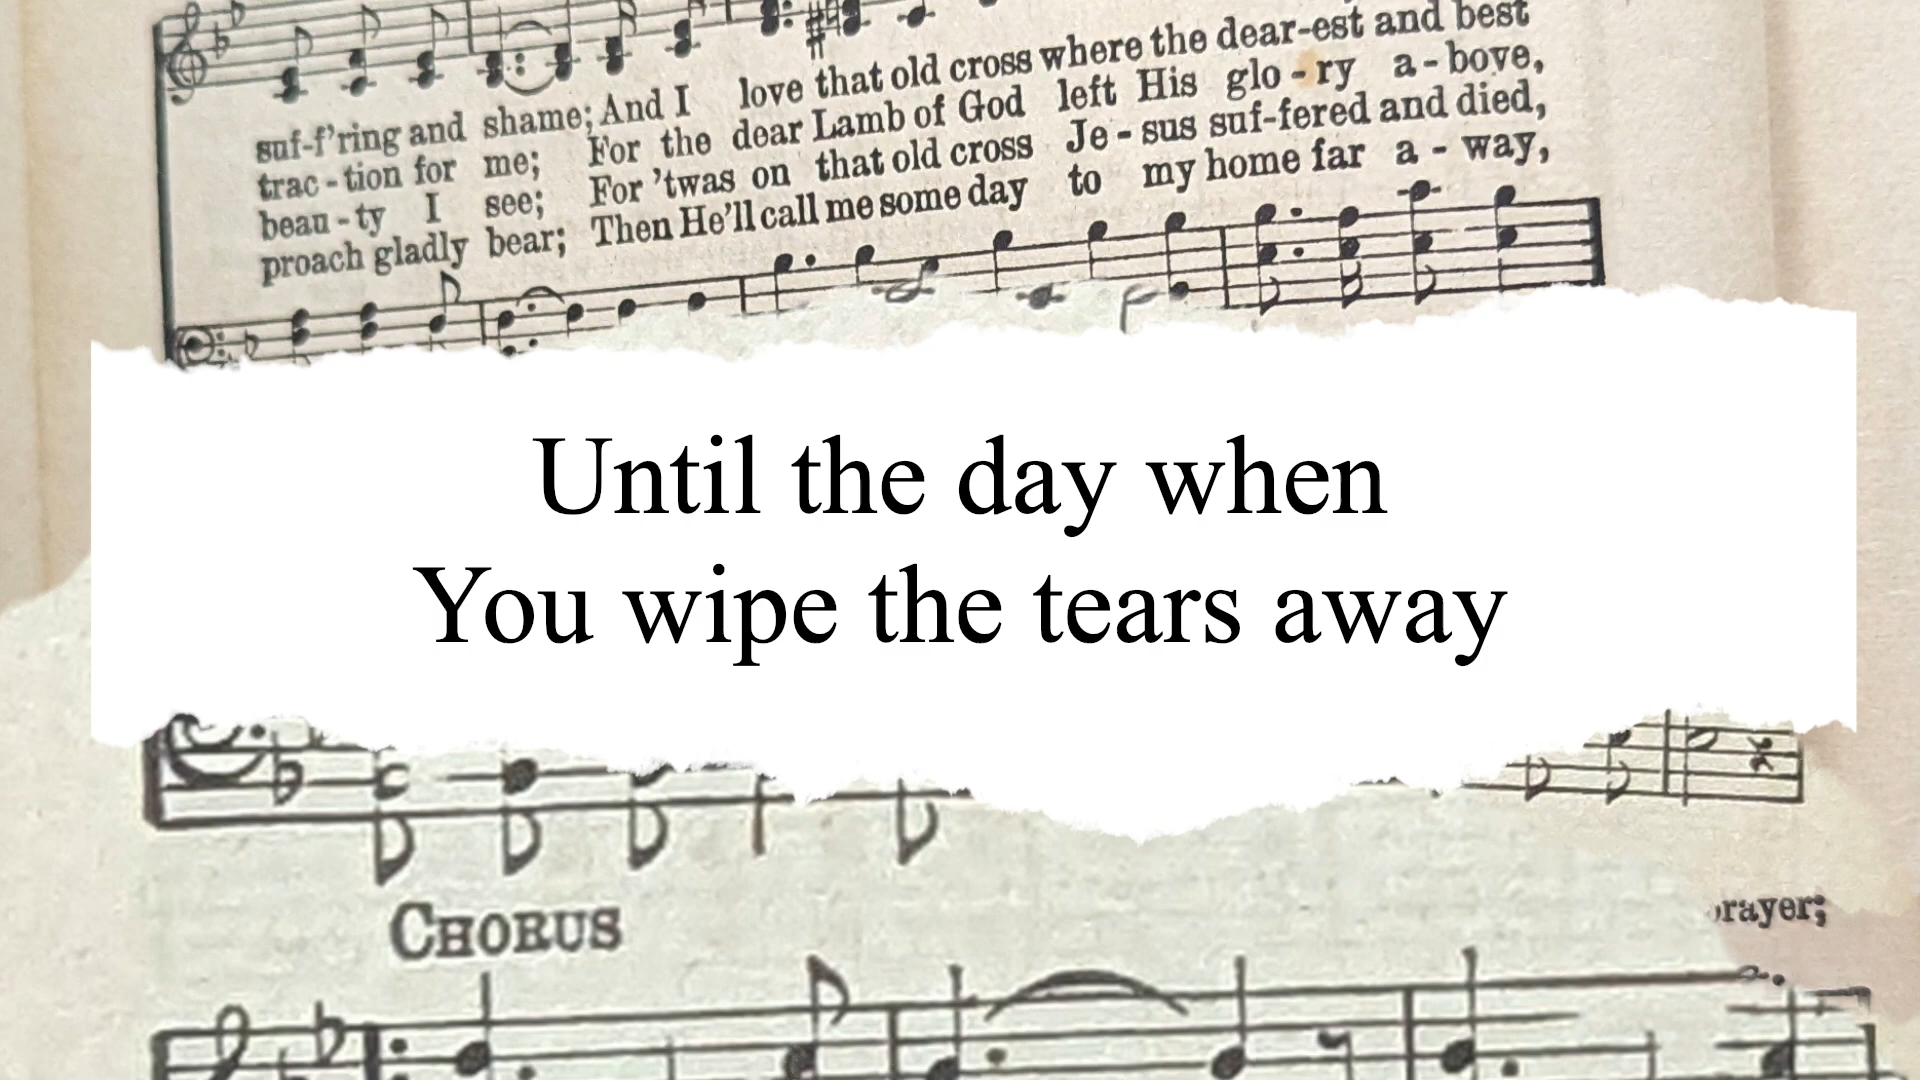 suf-f'ring and shame; And I love that old cross where the dear-est and best
trac-tion for me; For the dear Lamb of God left His glo-ry a-bove,
beau-ty I see; For 'twas on that old cross Je-sus suf-fered and died,
proach gladly bear; Then He'll call me some day to my home far a-way,
Until the day when
You wipe the tears away
CHORUS
rayer;